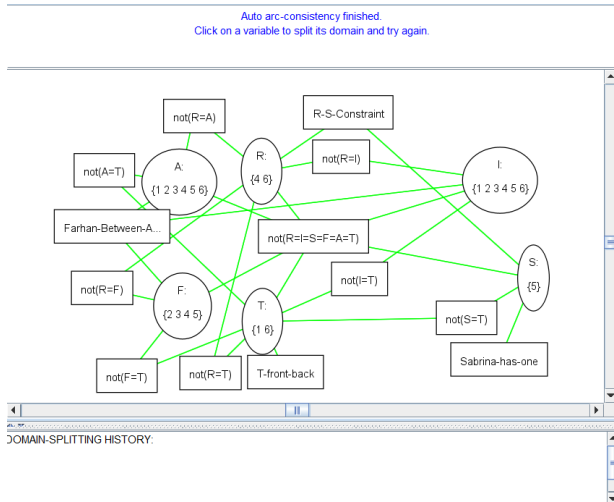 Auto arc-consistency finished.
Click on a variable to split its domain and try again.
not(R=A)
R-S-Constraint
not(A=T)
A:
{1 2 3 4 5 6}
R:
{4 6}
not(R=I)
I:
{1 2 3 4 5 6}
Farhan-Between-A...
not(R=I=S=F=A=T)
not(R=F)
F:
{2 3 4 5}
T:
{1 6}
not(I=T)
S:
{5}
not(S=T)
not(F=T)
not(R=T)
T-front-back
Sabrina-has-one
DOMAIN-SPLITTING HISTORY: